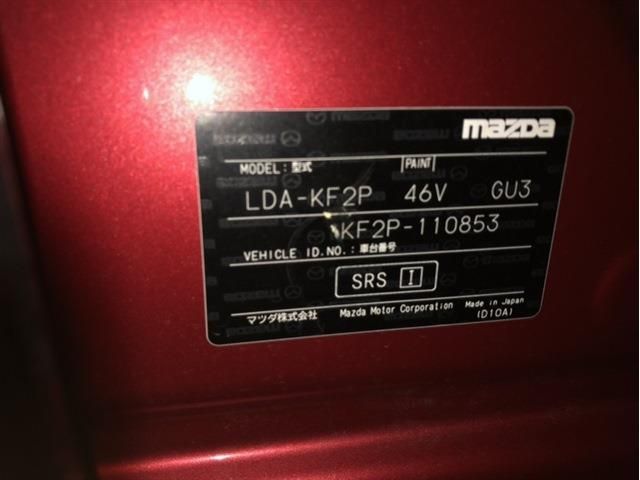 mazda
MODEL: 型式 PAINT
LDA-KF2P 46V GU3
KF2P-110853
VEHICLE ID.NO.: 車台番号
SRS I
マツダ株式会社 Mazda Motor Corporation Made in Japan
(D10A)